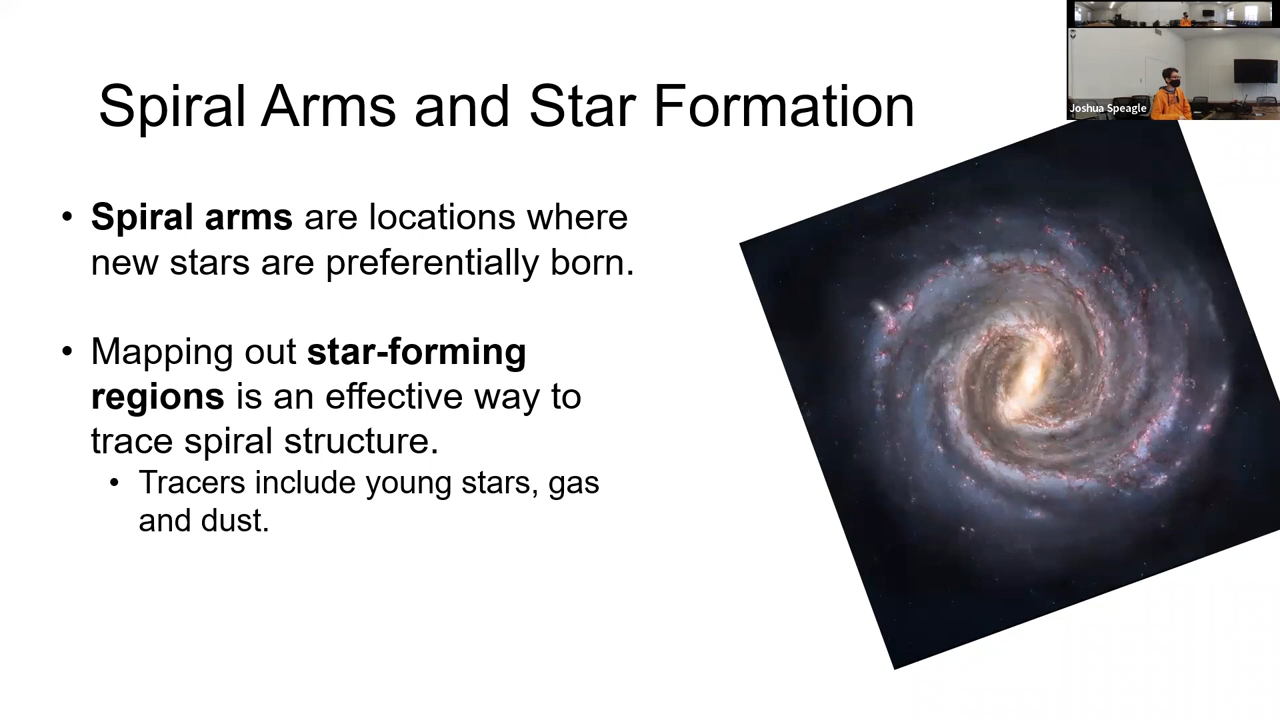 Spiral Arms and Star Formation
Joshua Speagle
• Spiral arms are locations where
new stars are preferentially born.
• Mapping out star-forming
regions is an effective way to
trace spiral structure.
• Tracers include young stars, gas
and dust.